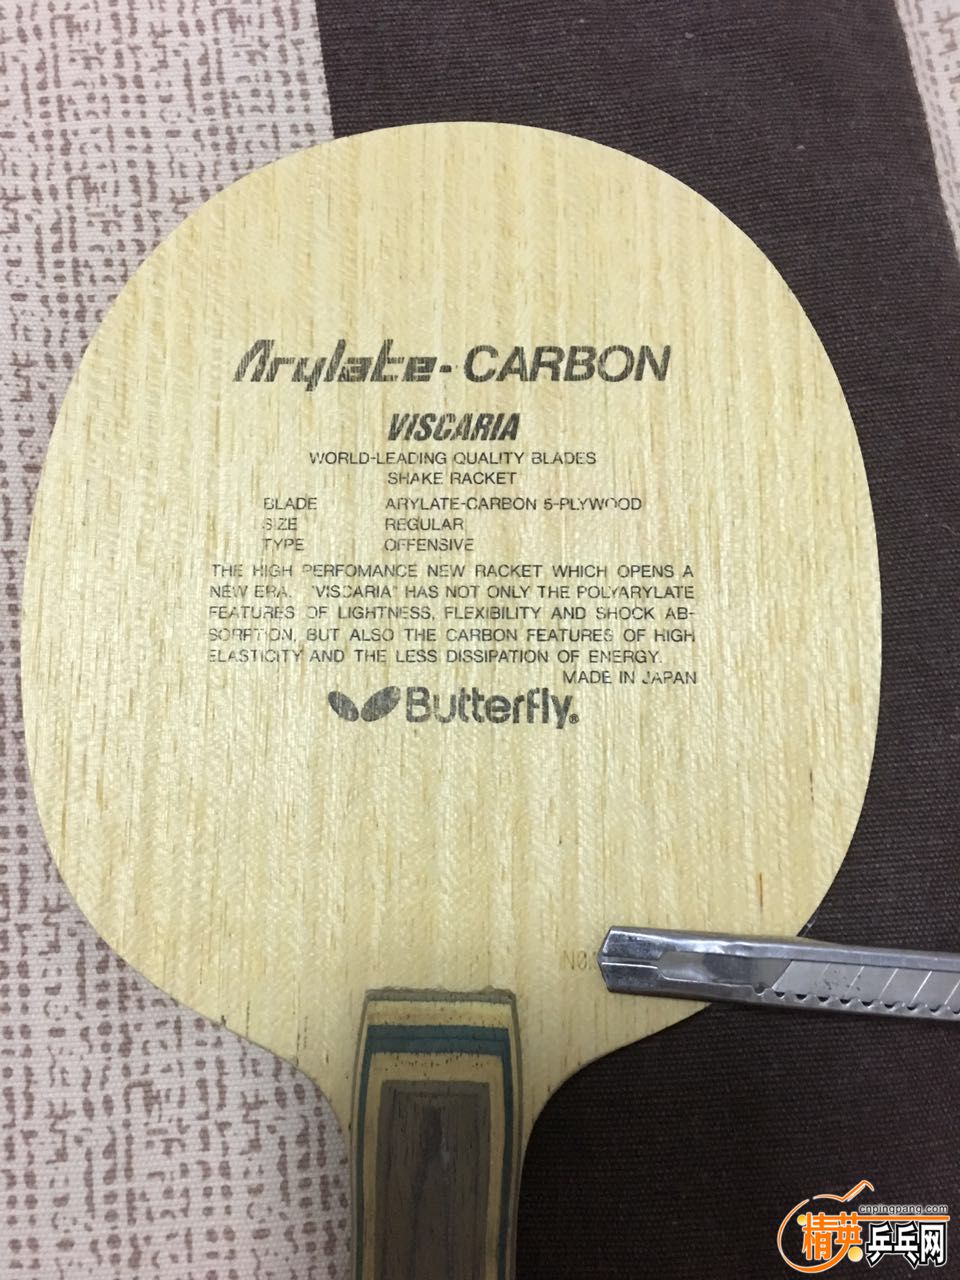 Arylate-CARBON
VISCARIA
WORLD-LEADING QUALITY BLADES
SHAKE RACKET
BLADE ARYLATE-CARBON 5-PLYWOOD
SIZE REGULAR
TYPE OFFENSIVE
THE HIGH PERFOMANCE NEW RACKET WHICH OPENS A
NEW ERA. "VISCARIA" HAS NOT ONLY THE POLYARYLATE
FEATURES OF LIGHTNESS, FLEXIBILITY AND SHOCK AB-
SORPTION, BUT ALSO THE CARBON FEATURES OF HIGH
ELASTICITY AND THE LESS DISSIPATION OF ENERGY.
MADE IN JAPAN
Butterfly®
cnpingpang.com
精英乒乓网